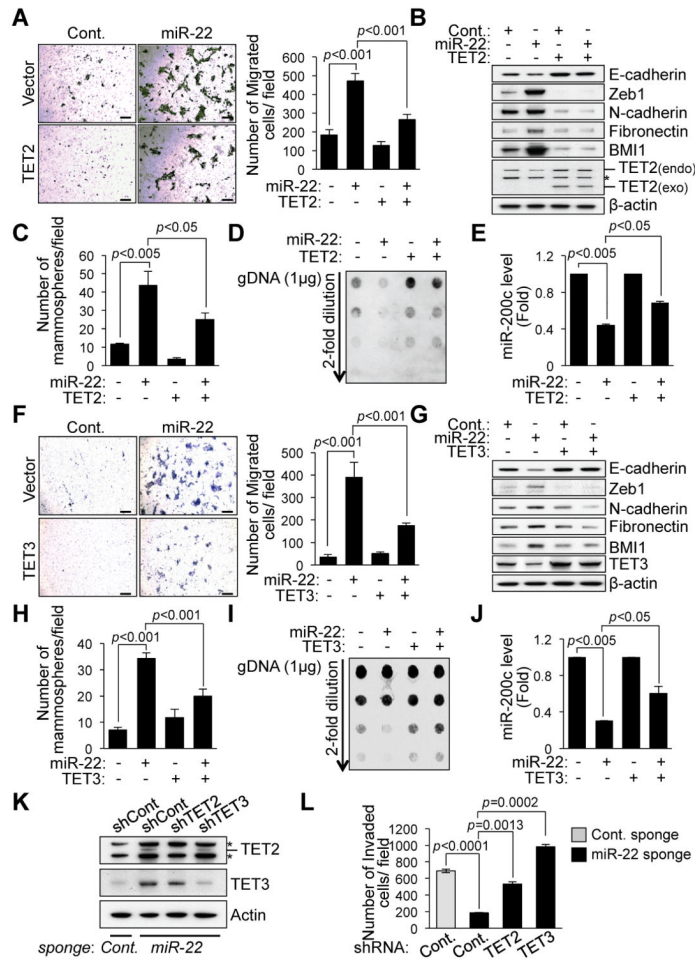 A
Cont.
miR-22
Vector
TET2
Number of Migrated
cells/ field
600
500
400
300
200
100
0
p<0.001
p<0.001
miR-22: - + - +
TET2: - - + +
B
Cont.: + - + -
miR-22: - + - +
TET2: - - + +
E-cadherin
Zeb1
N-cadherin
Fibronectin
BMI1
TET2(endo)
*
TET2(exo)
β-actin
C
Number of
mammospheres/field
60
50
40
30
20
10
0
p<0.005
p<0.05
miR-22: - + - +
TET2: - - + +
D
miR-22: - + - +
TET2: - - + +
gDNA (1µg)
2-fold dilution
E
miR-200c level
(Fold)
1.2
0.8
0.4
0
p<0.005
p<0.05
miR-22: - + - +
TET2: - - + +
F
Cont.
miR-22
Vector
TET3
Number of Migrated
cells/ field
600
400
200
0
p<0.001
p<0.001
miR-22: - + - +
TET3: - - + +
G
Cont.: + - + -
miR-22: - + - +
TET3: - - + +
E-cadherin
Zeb1
N-cadherin
Fibronectin
BMI1
TET3
β-actin
H
Number of
mammospheres/field
40
30
20
10
0
p<0.001
p<0.001
miR-22: - + - +
TET3: - - + +
I
miR-22: - + - +
TET3: - - + +
gDNA (1µg)
2-fold dilution
J
miR-200c level
(Fold)
1.2
0.8
0.4
0
p<0.005
p<0.05
miR-22: - + - +
TET3: - - + +
K
shCont
shCont
shTET2
shTET3
*
TET2
*
TET3
Actin
sponge: Cont. miR-22
L
Number of Invaded
cells/ field
1200
1000
800
600
400
200
0
p<0.0001
p=0.0013
p=0.0002
shRNA: Cont. Cont. TET2 TET3
Cont. sponge
miR-22 sponge